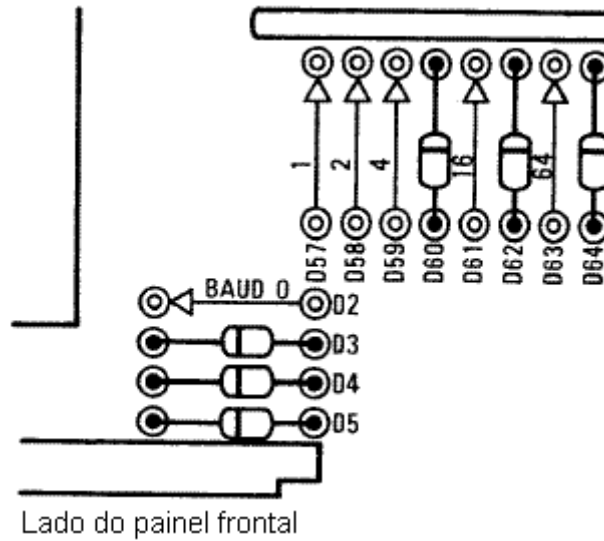 1
2
4
16
64
D57
D58
D59
D60
D61
D62
D63
D64
BAUD 0
D2
D3
D4
D5
Lado do painel frontal